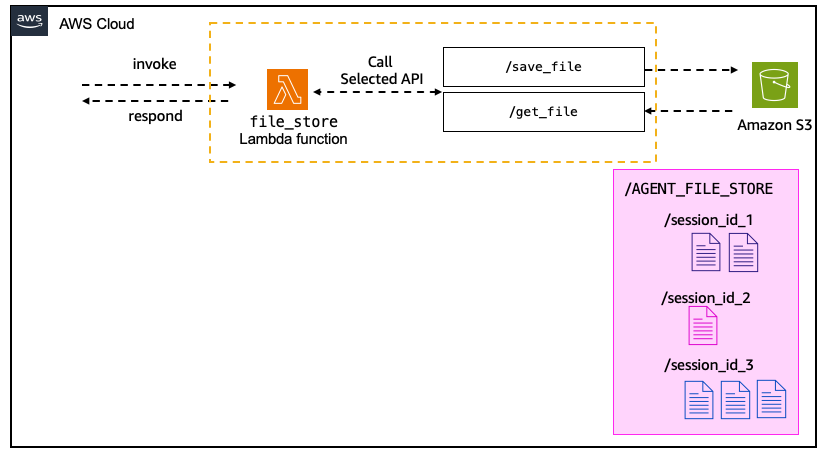 aws
AWS Cloud
invoke
respond
file_store
Lambda function
Call
Selected API
/save_file
/get_file
Amazon S3
/AGENT_FILE_STORE
/session_id_1
/session_id_2
/session_id_3